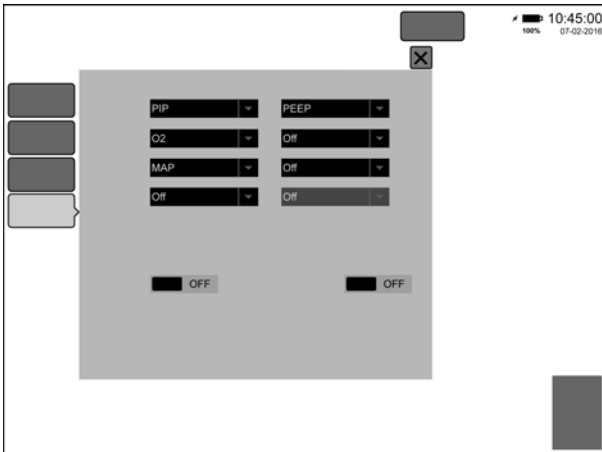 10:45:00
100% 07-02-2016
PIP PEEP
O2 Off
MAP Off
Off Off
OFF OFF